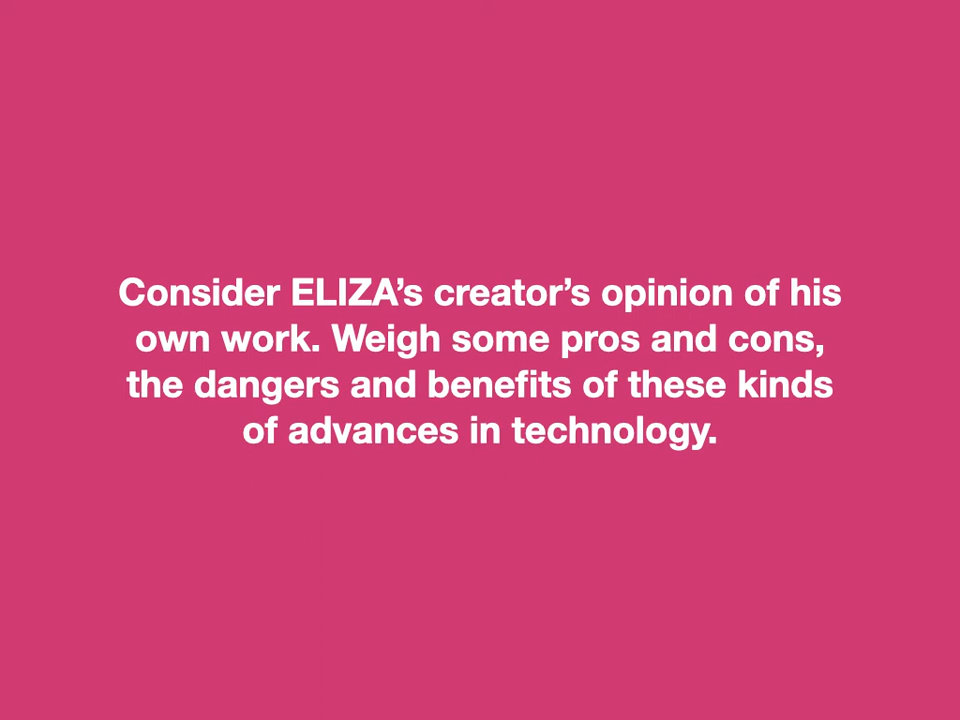 Consider ELIZA’s creator’s opinion of his
own work. Weigh some pros and cons,
the dangers and benefits of these kinds
of advances in technology.